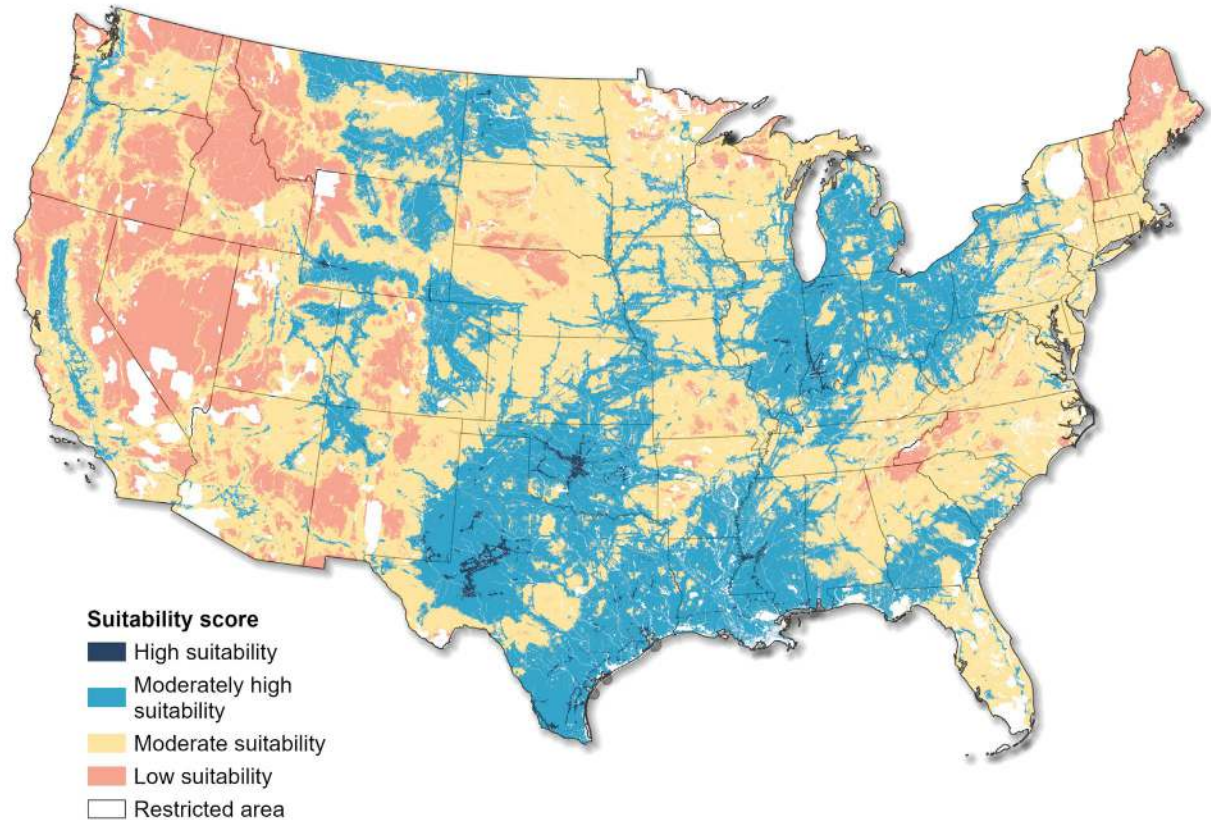 Suitability score
High suitability
Moderately high
suitability
Moderate suitability
Low suitability
Restricted area